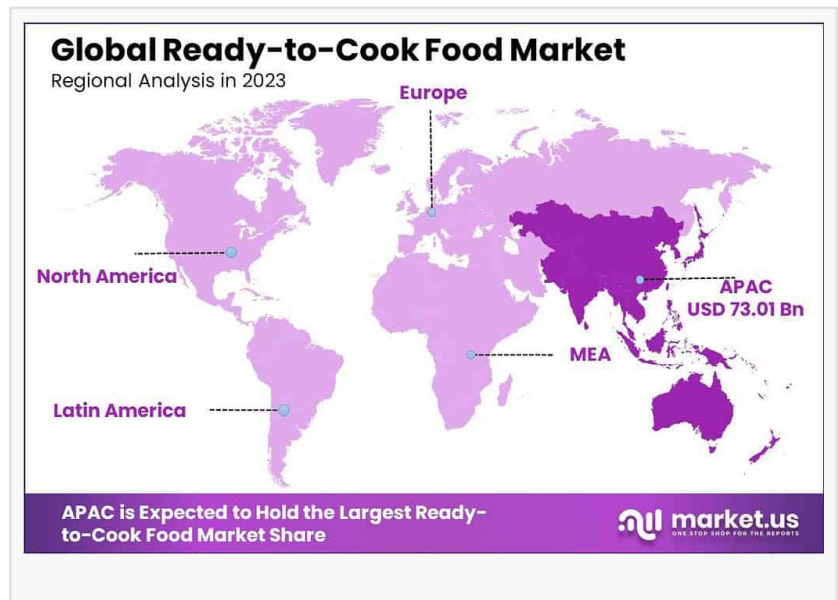 Global Ready-to-Cook Food Market
Regional Analysis in 2023
Europe
North America
APAC
USD 73.01 Bn
MEA
Latin America
APAC is Expected to Hold the Largest Ready-
to-Cook Food Market Share
market.us
ONE STOP SHOP FOR THE REPORTS